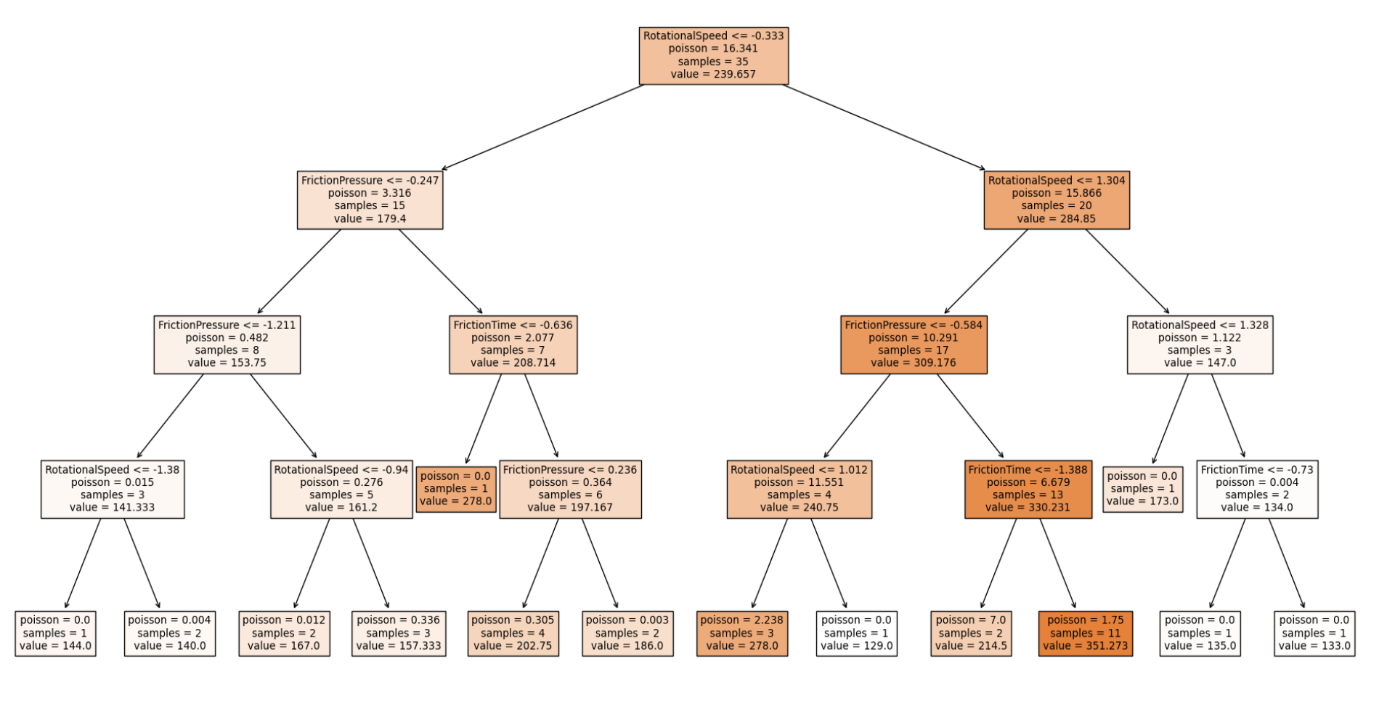 RotationalSpeed <= -0.333
poisson = 16.341
samples = 35
value = 239.657
FrictionPressure <= -0.247
poisson = 3.316
samples = 15
value = 179.4
RotationalSpeed <= 1.304
poisson = 15.866
samples = 20
value = 284.85
FrictionPressure <= -1.211
poisson = 0.482
samples = 8
value = 153.75
FrictionTime <= -0.636
poisson = 2.077
samples = 7
value = 208.714
FrictionPressure <= -0.584
poisson = 10.291
samples = 17
value = 309.176
RotationalSpeed <= 1.328
poisson = 1.122
samples = 3
value = 147.0
RotationalSpeed <= -1.38
poisson = 0.015
samples = 3
value = 141.333
RotationalSpeed <= -0.94
poisson = 0.276
samples = 5
value = 161.2
poisson = 0.0
samples = 1
value = 278.0
FrictionPressure <= 0.236
poisson = 0.364
samples = 6
value = 197.167
RotationalSpeed <= 1.012
poisson = 11.551
samples = 4
value = 240.75
FrictionTime <= -1.388
poisson = 6.679
samples = 13
value = 330.231
poisson = 0.0
samples = 1
value = 173.0
FrictionTime <= -0.73
poisson = 0.004
samples = 2
value = 134.0
poisson = 0.0
samples = 1
value = 144.0
poisson = 0.004
samples = 2
value = 140.0
poisson = 0.012
samples = 2
value = 167.0
poisson = 0.336
samples = 3
value = 157.333
poisson = 0.305
samples = 4
value = 202.75
poisson = 0.003
samples = 2
value = 186.0
poisson = 2.238
samples = 3
value = 278.0
poisson = 0.0
samples = 1
value = 129.0
poisson = 7.0
samples = 2
value = 214.5
poisson = 1.75
samples = 11
value = 351.273
poisson = 0.0
samples = 1
value = 135.0
poisson = 0.0
samples = 1
value = 133.0